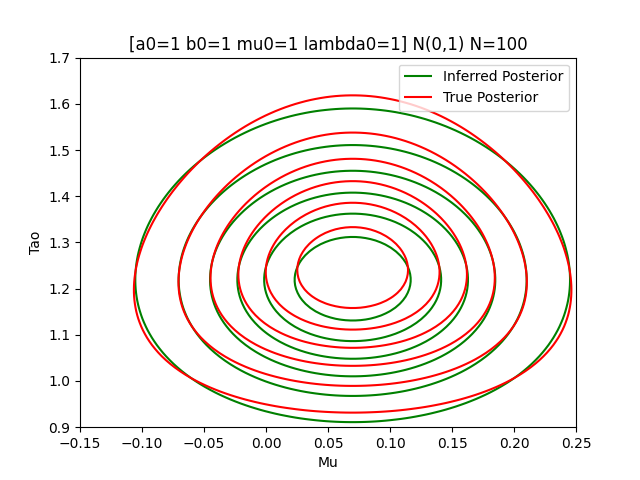 [a0=1 b0=1 mu0=1 lambda0=1] N(0,1) N=100
Inferred Posterior
True Posterior
1.7
1.6
1.5
1.4
1.3
1.2
1.1
1.0
0.9
Tao
−0.15 −0.10 −0.05 0.00 0.05 0.10 0.15 0.20 0.25
Mu